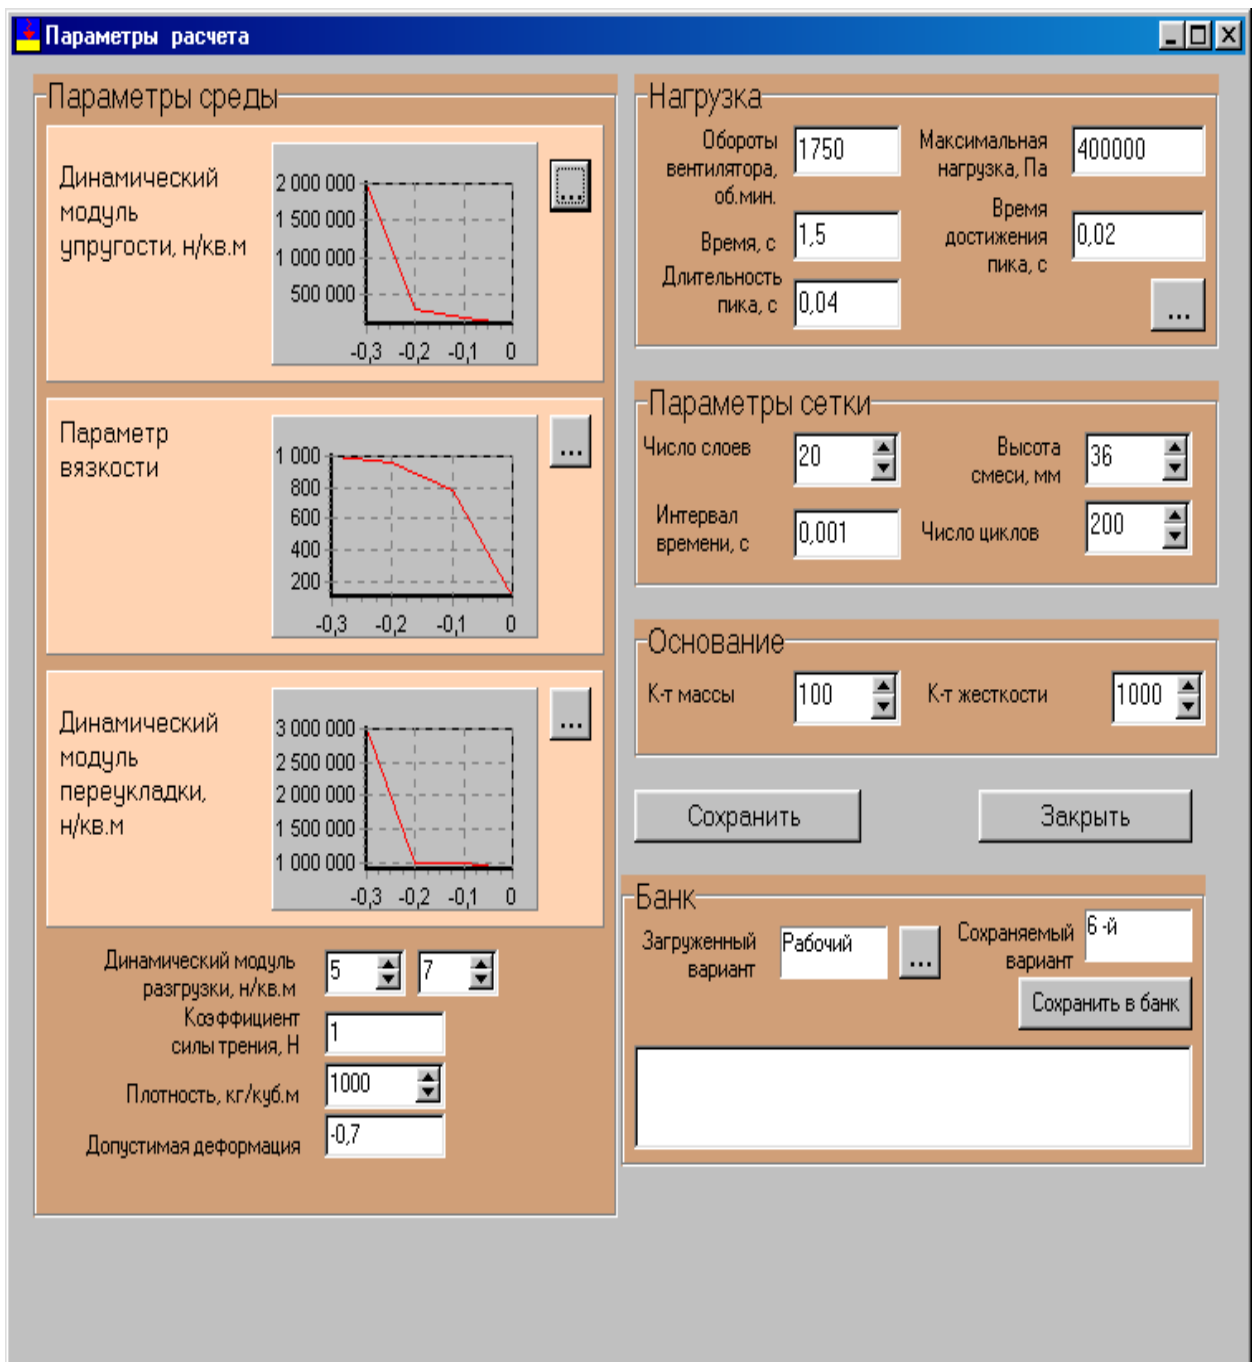 Параметры расчета
Параметры среды
Динамический
модуль
упругости, н/кв.м
2 000 000
1 500 000
1 000 000
500 000
-0,3 -0,2 -0,1 0
...
Параметр
вязкости
1 000
800
600
400
200
-0,3 -0,2 -0,1 0
...
Динамический
модуль
переукладки,
н/кв.м
3 000 000
2 500 000
2 000 000
1 500 000
1 000 000
-0,3 -0,2 -0,1 0
...
Динамический модуль
разгрузки, н/кв.м
5 7
Коэффициент
силы трения, Н
1
Плотность, кг/куб.м
1000
Допустимая деформация
-0,7
Нагрузка
Обороты
вентилятора,
об.мин.
1750
Максимальная
нагрузка, Па
400000
Время, с
1,5
Время
достижения
пика, с
0,02
Длительность
пика, с
0,04
...
Параметры сетки
Число слоев
20
Высота
смеси, мм
36
Интервал
времени, с
0,001
Число циклов
200
Основание
К-т массы
100
К-т жесткости
1000
Сохранить
Закрыть
Банк
Загруженный
вариант
Рабочий
...
Сохраняемый
вариант
6 -й
Сохранить в банк